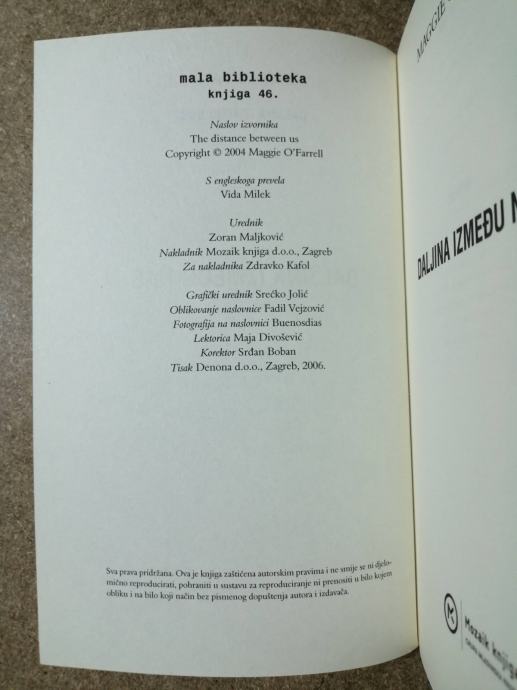 mala biblioteka
knjiga 46.
Naslov izvornika
The distance between us
Copyright © 2004 Maggie O'Farrell
S engleskoga prevela
Vida Milek
Urednik
Zoran Maljković
Nakladnik Mozaik knjiga d.o.o., Zagreb
Za nakladnika Zdravko Kafol
Grafički urednik Srećko Jolić
Oblikovanje naslovnice Fadil Vejzović
Fotografija na naslovnici Buenosdias
Lektorica Maja Divošević
Korektor Srđan Boban
Tisak Denona d.o.o., Zagreb, 2006.
Sva prava pridržana. Ova je knjiga zaštićena autorskim pravima i ne smije se ni djelo-
mično reproducirati, pohraniti u sustavu za reproduciranje ni prenositi u bilo kojem
obliku i na bilo koji način bez pismenog dopuštenja autora i izdavača.
MAGGIE
DALJINA IZMEĐU
Mozaik knjiga